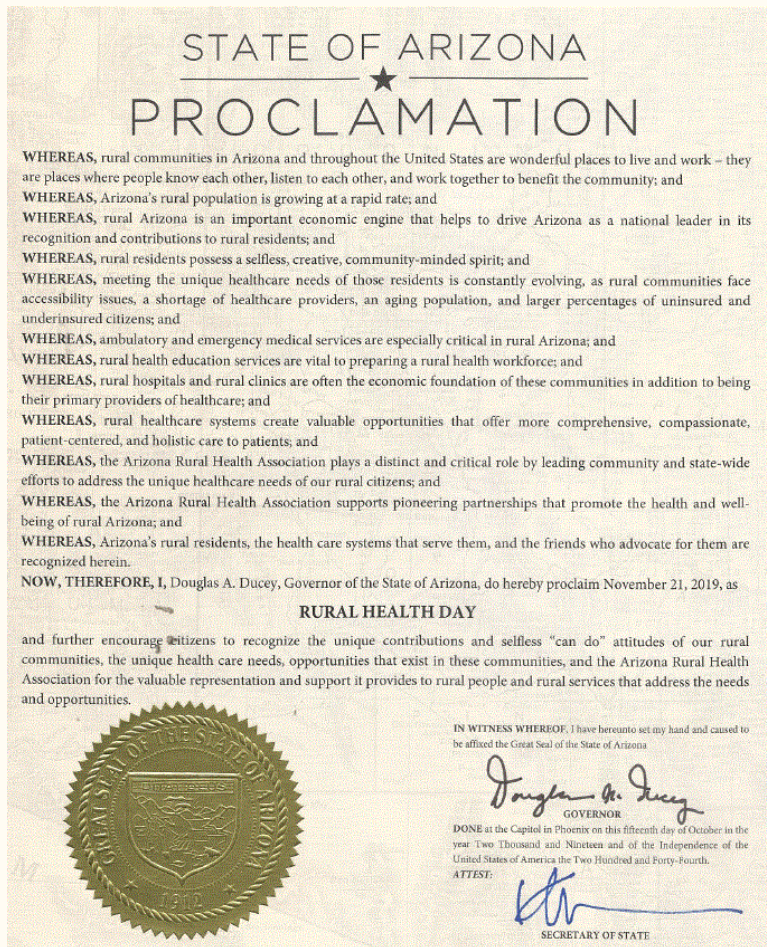 STATE OF ARIZONA
PROCLAMATION
WHEREAS, rural communities in Arizona and throughout the United States are wonderful places to live and work – they
are places where people know each other, listen to each other, and work together to benefit the community; and
WHEREAS, Arizona's rural population is growing at a rapid rate; and
WHEREAS, rural Arizona is an important economic engine that helps to drive Arizona as a national leader in its
recognition and contributions to rural residents; and
WHEREAS, rural residents possess a selfless, creative, community-minded spirit; and
WHEREAS, meeting the unique healthcare needs of those residents is constantly evolving, as rural communities face
accessibility issues, a shortage of healthcare providers, an aging population, and larger percentages of uninsured and
underinsured citizens; and
WHEREAS, ambulatory and emergency medical services are especially critical in rural Arizona; and
WHEREAS, rural health education services are vital to preparing a rural health workforce; and
WHEREAS, rural hospitals and rural clinics are often the economic foundation of these communities in addition to being
their primary providers of healthcare; and
WHEREAS, rural healthcare systems create valuable opportunities that offer more comprehensive, compassionate,
patient-centered, and holistic care to patients; and
WHEREAS, the Arizona Rural Health Association plays a distinct and critical role by leading community and state-wide
efforts to address the unique healthcare needs of our rural citizens; and
WHEREAS, the Arizona Rural Health Association supports pioneering partnerships that promote the health and well-
being of rural Arizona; and
WHEREAS, Arizona's rural residents, the health care systems that serve them, and the friends who advocate for them are
recognized herein.
NOW, THEREFORE, I, Douglas A. Ducey, Governor of the State of Arizona, do hereby proclaim November 21, 2019, as
RURAL HEALTH DAY
and further encourage citizens to recognize the unique contributions and selfless "can do" attitudes of our rural
communities, the unique health care needs, opportunities that exist in these communities, and the Arizona Rural Health
Association for the valuable representation and support it provides to rural people and rural services that address the needs
and opportunities.
IN WITNESS WHEREOF, I have hereunto set my hand and caused to
be affixed the Great Seal of the State of Arizona
Douglas A. Ducey
GOVERNOR
DONE at the Capitol in Phoenix on this fifteenth day of October in the
year Two Thousand and Nineteen and of the Independence of the
United States of America the Two Hundred and Forty-Fourth.
ATTEST:
SECRETARY OF STATE
GREAT SEAL OF THE STATE OF ARIZONA
DITAT DEUS
1912